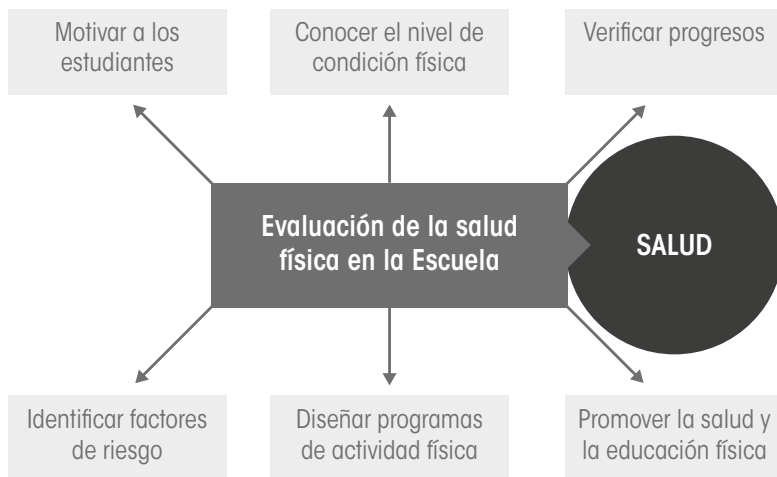 Motivar a los
estudiantes
Conocer el nivel de
condición física
Verificar progresos
Evaluación de la salud
física en la Escuela
SALUD
Identificar factores
de riesgo
Diseñar programas
de actividad física
Promover la salud y
la educación física